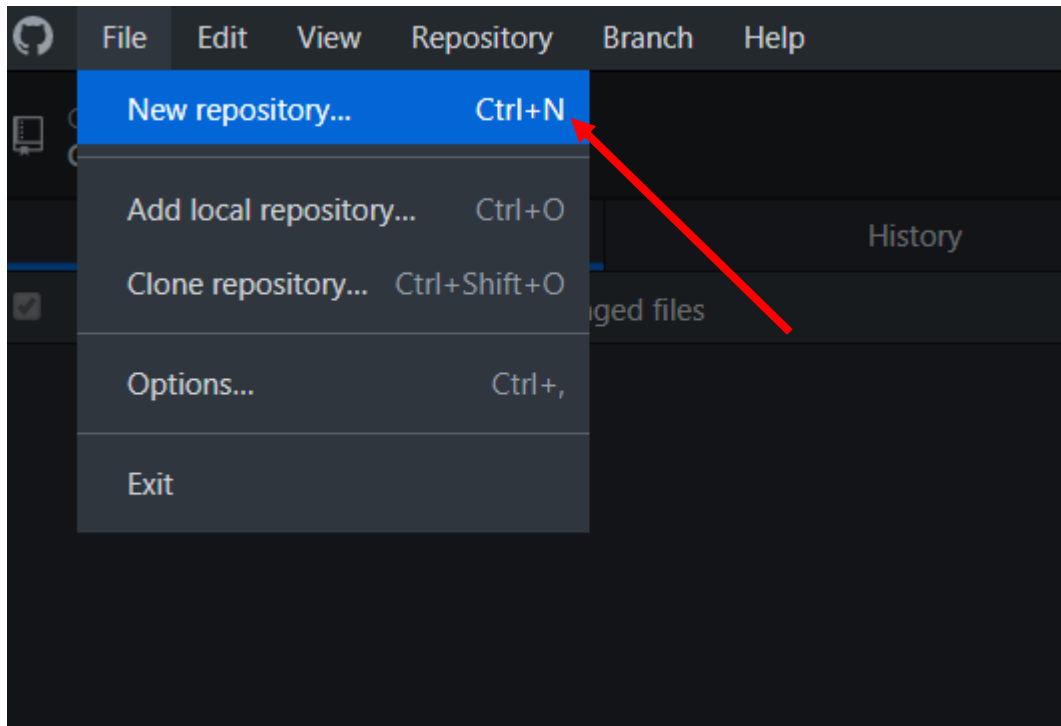 File Edit View Repository Branch Help
New repository... Ctrl+N
Add local repository... Ctrl+O
History
Clone repository... Ctrl+Shift+O
files
Options... Ctrl+,
Exit